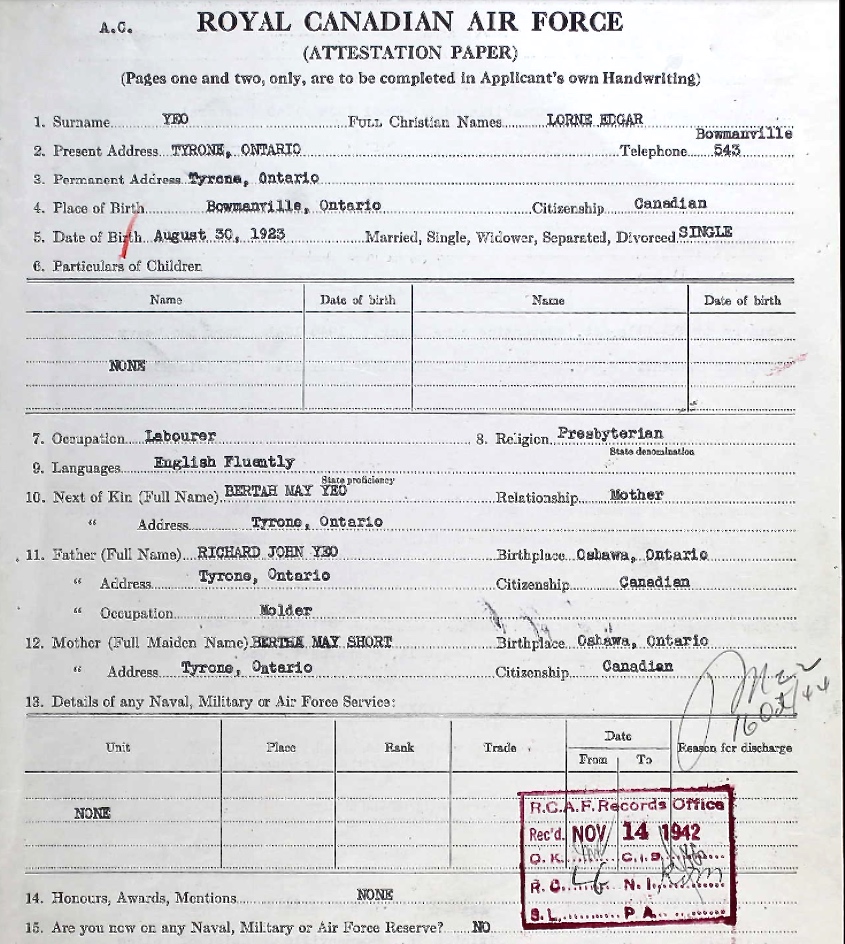 A.C.
ROYAL CANADIAN AIR FORCE
(ATTESTATION PAPER)
(Pages one and two, only, are to be completed in Applicant's own Handwriting)
1. Surname YEO FULL Christian Names LORNE EDGAR
Bowmanville
2. Present Address TYRONE, ONTARIO Telephone 543
3. Permanent Address Tyrone, Ontario
4. Place of Birth Bowmanville, Ontario Citizenship Canadian
5. Date of Birth August 30, 1923 Married, Single, Widower, Separated, Divorced SINGLE
6. Particulars of Children
Name Date of birth Name Date of birth
NONE
7. Occupation Labourer 8. Religion Presbyterian
State denomination
9. Languages English Fluently
State proficiency
10. Next of Kin (Full Name) BERTAH MAY YEO Relationship Mother
" Address Tyrone, Ontario
11. Father (Full Name) RICHARD JOHN YEO Birthplace Oshawa, Ontario
" Address Tyrone, Ontario Citizenship Canadian
" Occupation Molder
12. Mother (Full Maiden Name) BERTHA MAY SHORT Birthplace Oshawa, Ontario
" Address Tyrone, Ontario Citizenship Canadian
16 Oct/44
13. Details of any Naval, Military or Air Force Service:
Unit Place Rank Trade Date Reason for discharge
From To
NONE
R.C.A.F. Records Office
Rec'd. NOV 14 1942
O.K. C.I.S.
R.C. N.I.
S.L. P.A.
14. Honours, Awards, Mentions NONE
15. Are you now on any Naval, Military or Air Force Reserve? NO